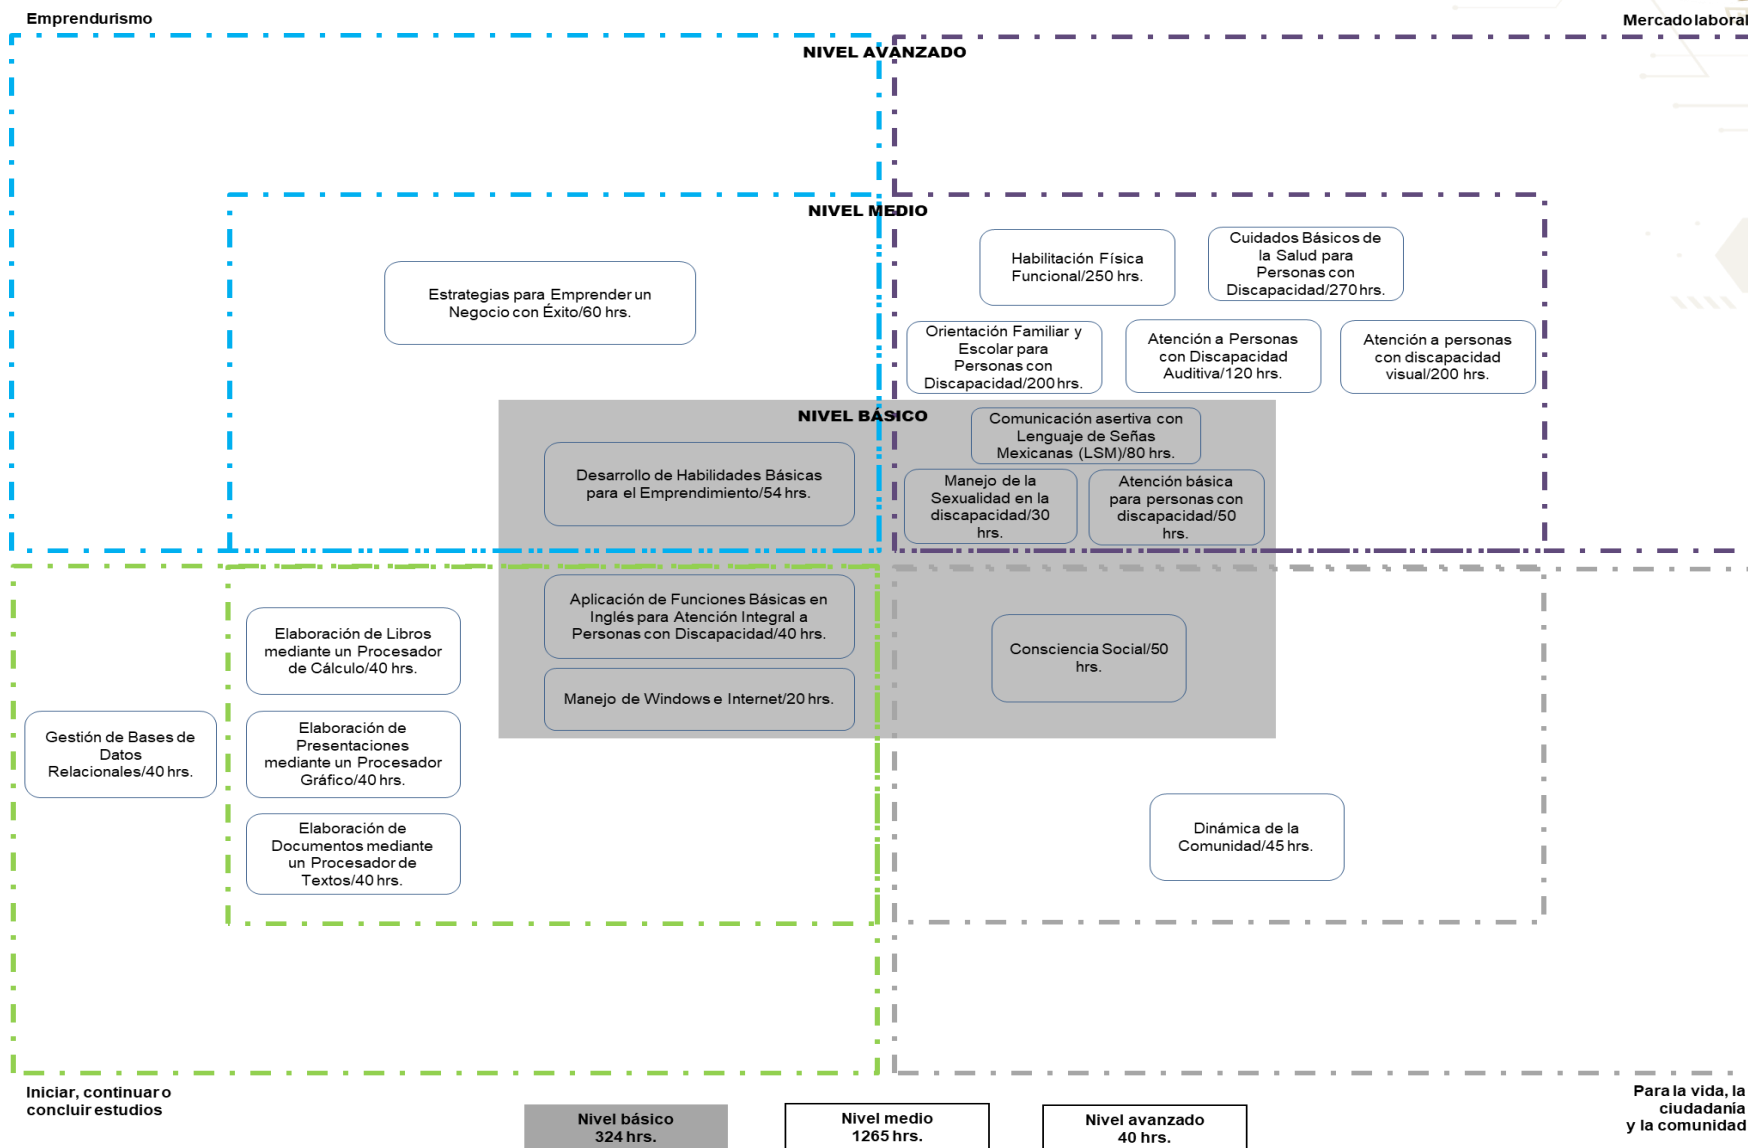 Emprendurismo
Mercado laboral
NIVEL AVANZADO
NIVEL MEDIO
Estrategias para Emprender un
Negocio con Éxito/60 hrs.
Habilitación Física
Funcional/250 hrs.
Cuidados Básicos de
la Salud para
Personas con
Discapacidad/270 hrs.
Orientación Familiar y
Escolar para
Personas con
Discapacidad/200 hrs.
Atención a Personas
con Discapacidad
Auditiva/120 hrs.
Atención a personas
con discapacidad
visual/200 hrs.
NIVEL BÁSICO
Desarrollo de Habilidades Básicas
para el Emprendimiento/54 hrs.
Comunicación asertiva con
Lenguaje de Señas
Mexicanas (LSM)/80 hrs.
Manejo de la
Sexualidad en la
discapacidad/30
hrs.
Atención básica
para personas con
discapacidad/50
hrs.
Aplicación de Funciones Básicas en
Inglés para Atención Integral a
Personas con Discapacidad/40 hrs.
Manejo de Windows e Internet/20 hrs.
Consciencia Social/50
hrs.
Elaboración de Libros
mediante un Procesador
de Cálculo/40 hrs.
Gestión de Bases de
Datos
Relacionales/40 hrs.
Elaboración de
Presentaciones
mediante un Procesador
Gráfico/40 hrs.
Elaboración de
Documentos mediante
un Procesador de
Textos/40 hrs.
Dinámica de la
Comunidad/45 hrs.
Iniciar, continuar o
concluir estudios
Para la vida, la
ciudadanía
y la comunidad
Nivel básico
324 hrs.
Nivel medio
1265 hrs.
Nivel avanzado
40 hrs.